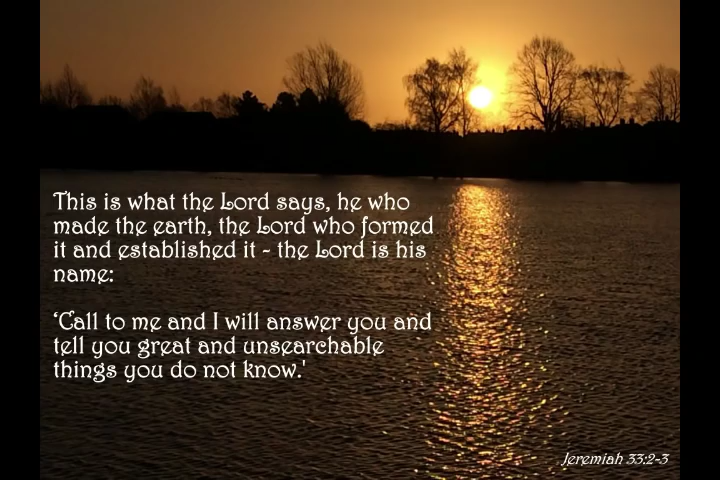 This is what the Lord says, he who
made the earth, the Lord who formed
it and established it - the Lord is his
name:
‘Call to me and I will answer you and
tell you great and unsearchable
things you do not know.'
Jeremiah 33:2-3